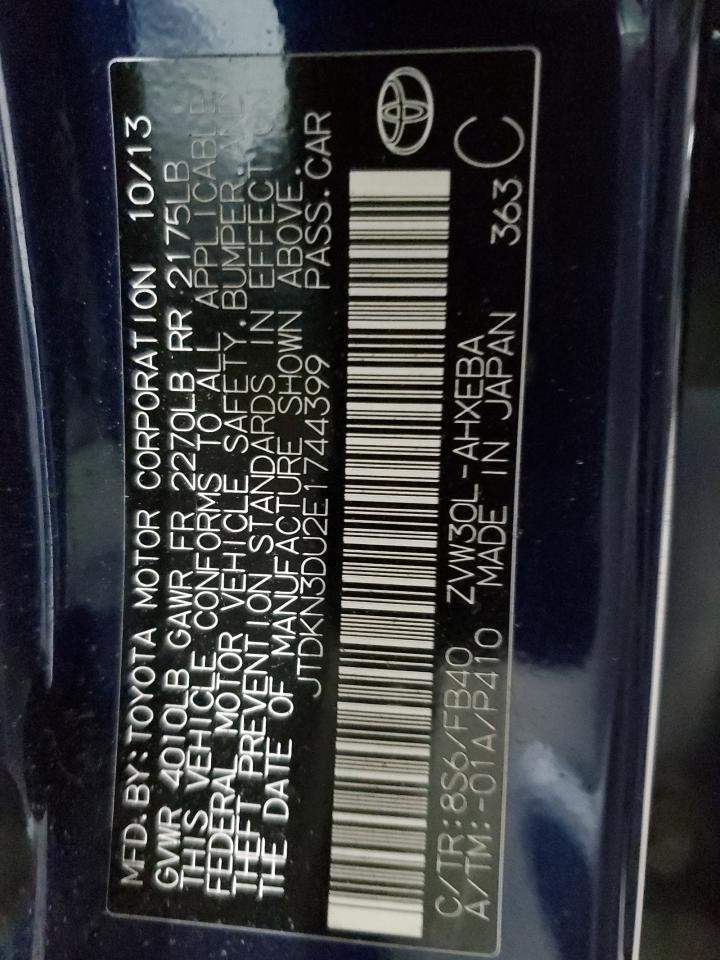 MFD. BY: TOYOTA MOTOR CORPORATION 10/13
GVWR 4010LB GAWR FR 2270LB RR 2175LB
THIS VEHICLE CONFORMS TO ALL APPLICABLE
FEDERAL MOTOR VEHICLE SAFETY, BUMPER, AND
THEFT PREVENTION STANDARDS IN EFFECT ON
THE DATE OF MANUFACTURE SHOWN ABOVE.
JTDKN3DU2E1744399 PASS. CAR
C/TR: 8S6/FB40 ZVW30L-AHXEBA
A/TM: -01A/P410 MADE IN JAPAN 363 C